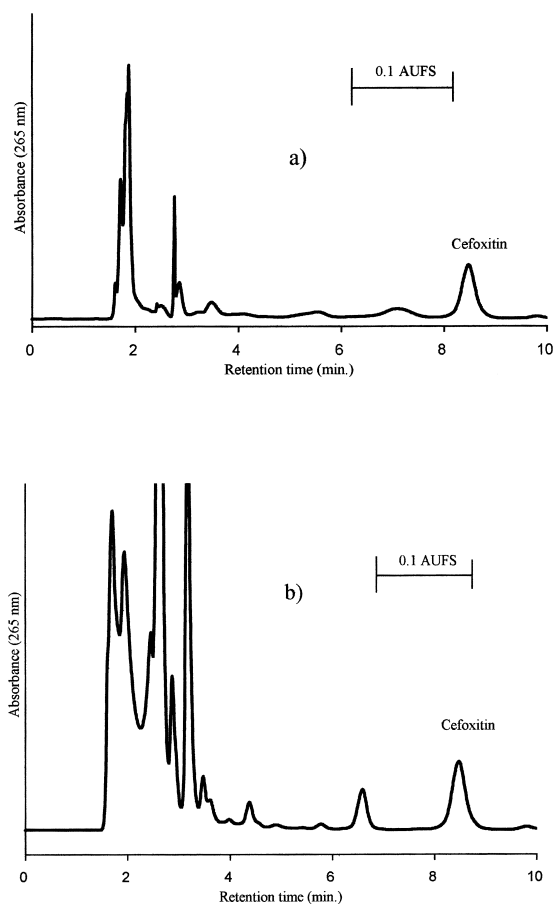 0.1 AUFS
Absorbance (265 nm)
a)
Cefoxitin
0 2 4 6 8 10
Retention time (min.)
0.1 AUFS
Absorbance (265 nm)
b)
Cefoxitin
0 2 4 6 8 10
Retention time (min.)